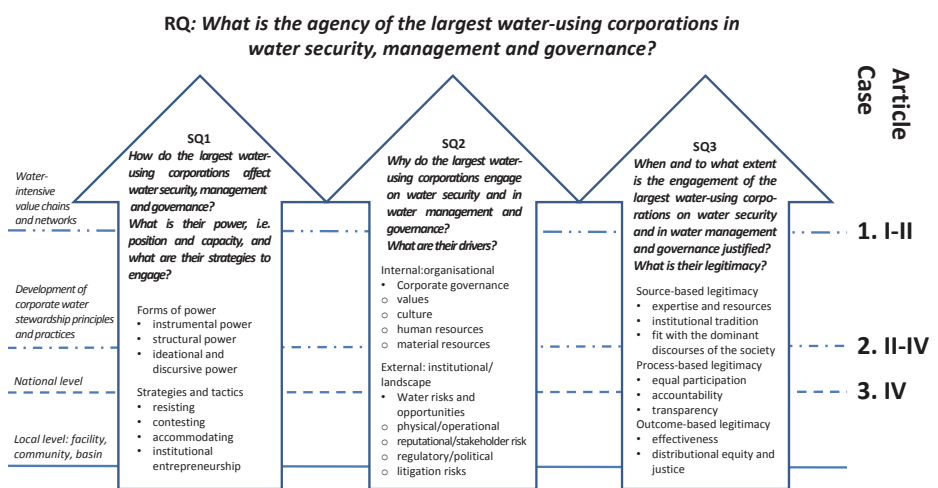 RQ: What is the agency of the largest water-using corporations in
water security, management and governance?
Article
Case
Water-
intensive
value chains
and networks
Development of
corporate water
stewardship principles
and practices
National level
Local level: facility,
community, basin
SQ1
How do the largest water-
using corporations affect
water security, management
and governance?
What is their power, i.e.
position and capacity, and
what are their strategies to
engage?
Forms of power
• instrumental power
• structural power
• ideational and
discursive power
Strategies and tactics
• resisting
• contesting
• accommodating
• institutional
entrepreneurship
SQ2
Why do the largest water-
using corporations engage
on water security and in
water management and
governance?
What are their drivers?
Internal:organisational
• Corporate governance
o values
o culture
o human resources
o material resources
External: institutional/
landscape
• Water risks and
opportunities
o physical/operational
o reputational/stakeholder risk
o regulatory/political
o litigation risks
SQ3
When and to what extent
is the engagement of the
largest water-using corpo-
rations on water security
and in water management
and governance justified?
What is their legitimacy?
Source-based legitimacy
• expertise and resources
• institutional tradition
• fit with the dominant
discourses of the society
Process-based legitimacy
• equal participation
• accountability
• transparency
Outcome-based legitimacy
• effectiveness
• distributional equity and
justice
1. I-II
2. II-IV
3. IV